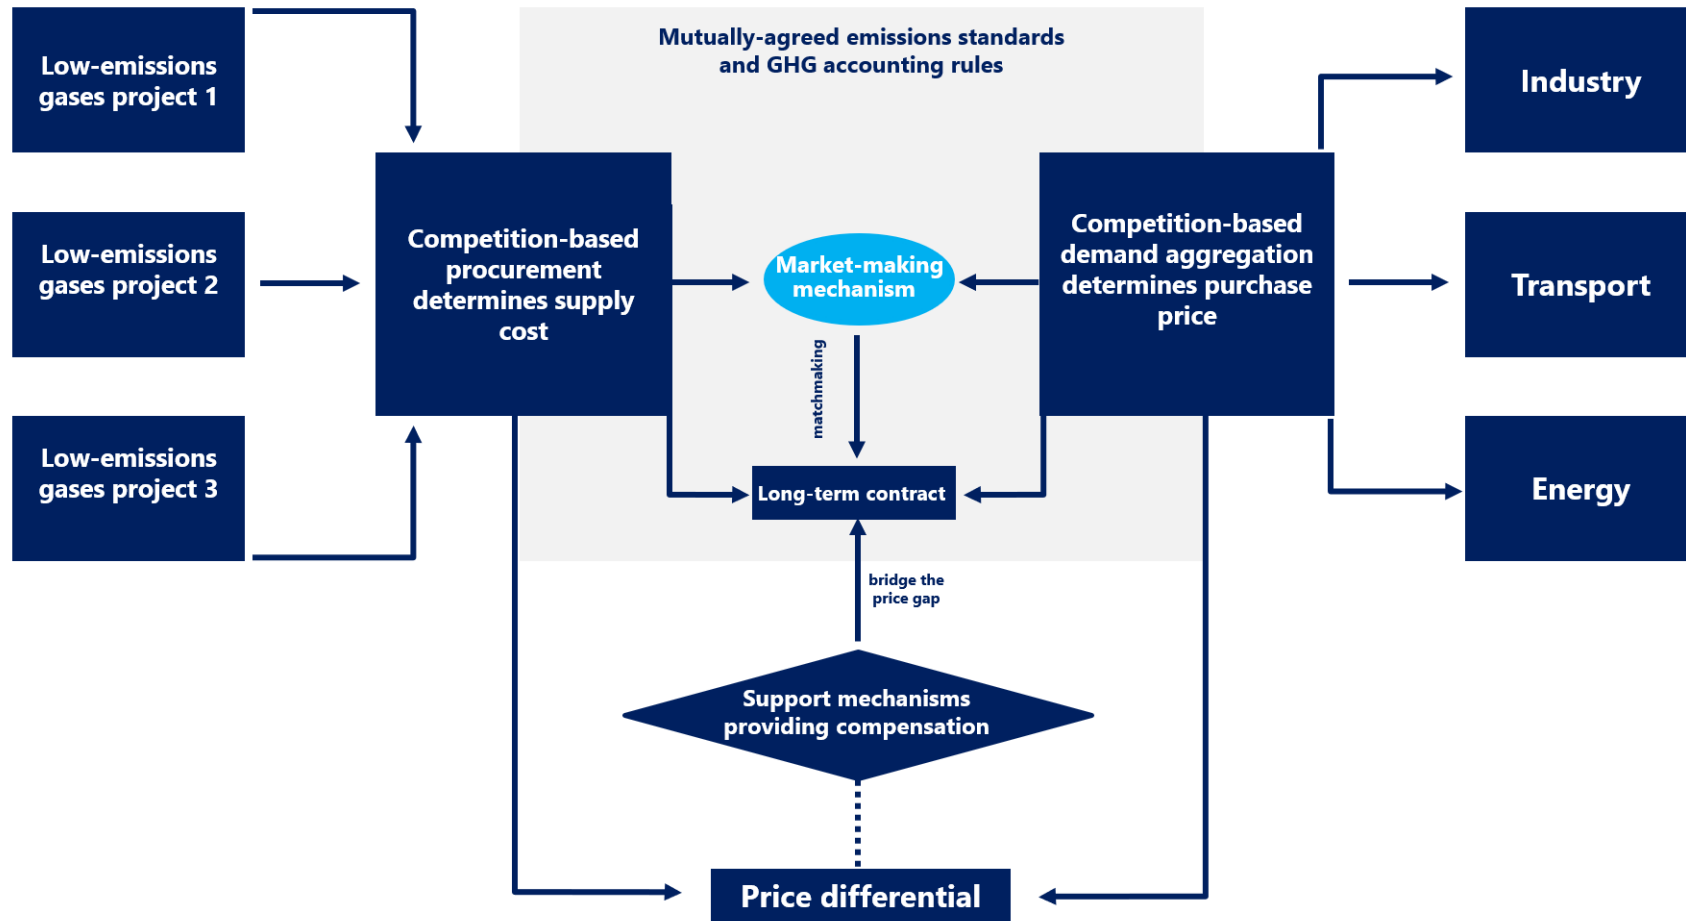 Low-emissions
gases project 1
Low-emissions
gases project 2
Low-emissions
gases project 3
Competition-based
procurement
determines supply
cost
Mutually-agreed emissions standards
and GHG accounting rules
Market-making
mechanism
matchmaking
Long-term contract
bridge the
price gap
Support mechanisms
providing compensation
Price differential
Competition-based
demand aggregation
determines purchase
price
Industry
Transport
Energy